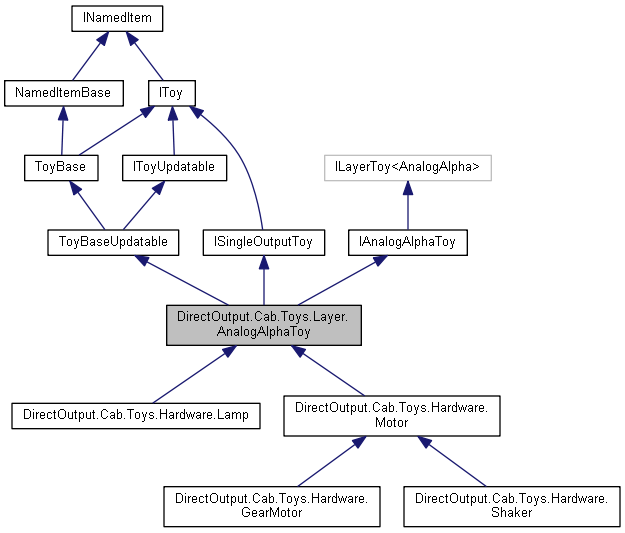 INamedItem
NamedItemBase
IToy
ToyBase
IToyUpdatable
ILayerToy<AnalogAlpha>
ToyBaseUpdatable
ISingleOutputToy
IAnalogAlphaToy
DirectOutput.Cab.Toys.Layer.
AnalogAlphaToy
DirectOutput.Cab.Toys.Hardware.Lamp
DirectOutput.Cab.Toys.Hardware.
Motor
DirectOutput.Cab.Toys.Hardware.
GearMotor
DirectOutput.Cab.Toys.Hardware.
Shaker